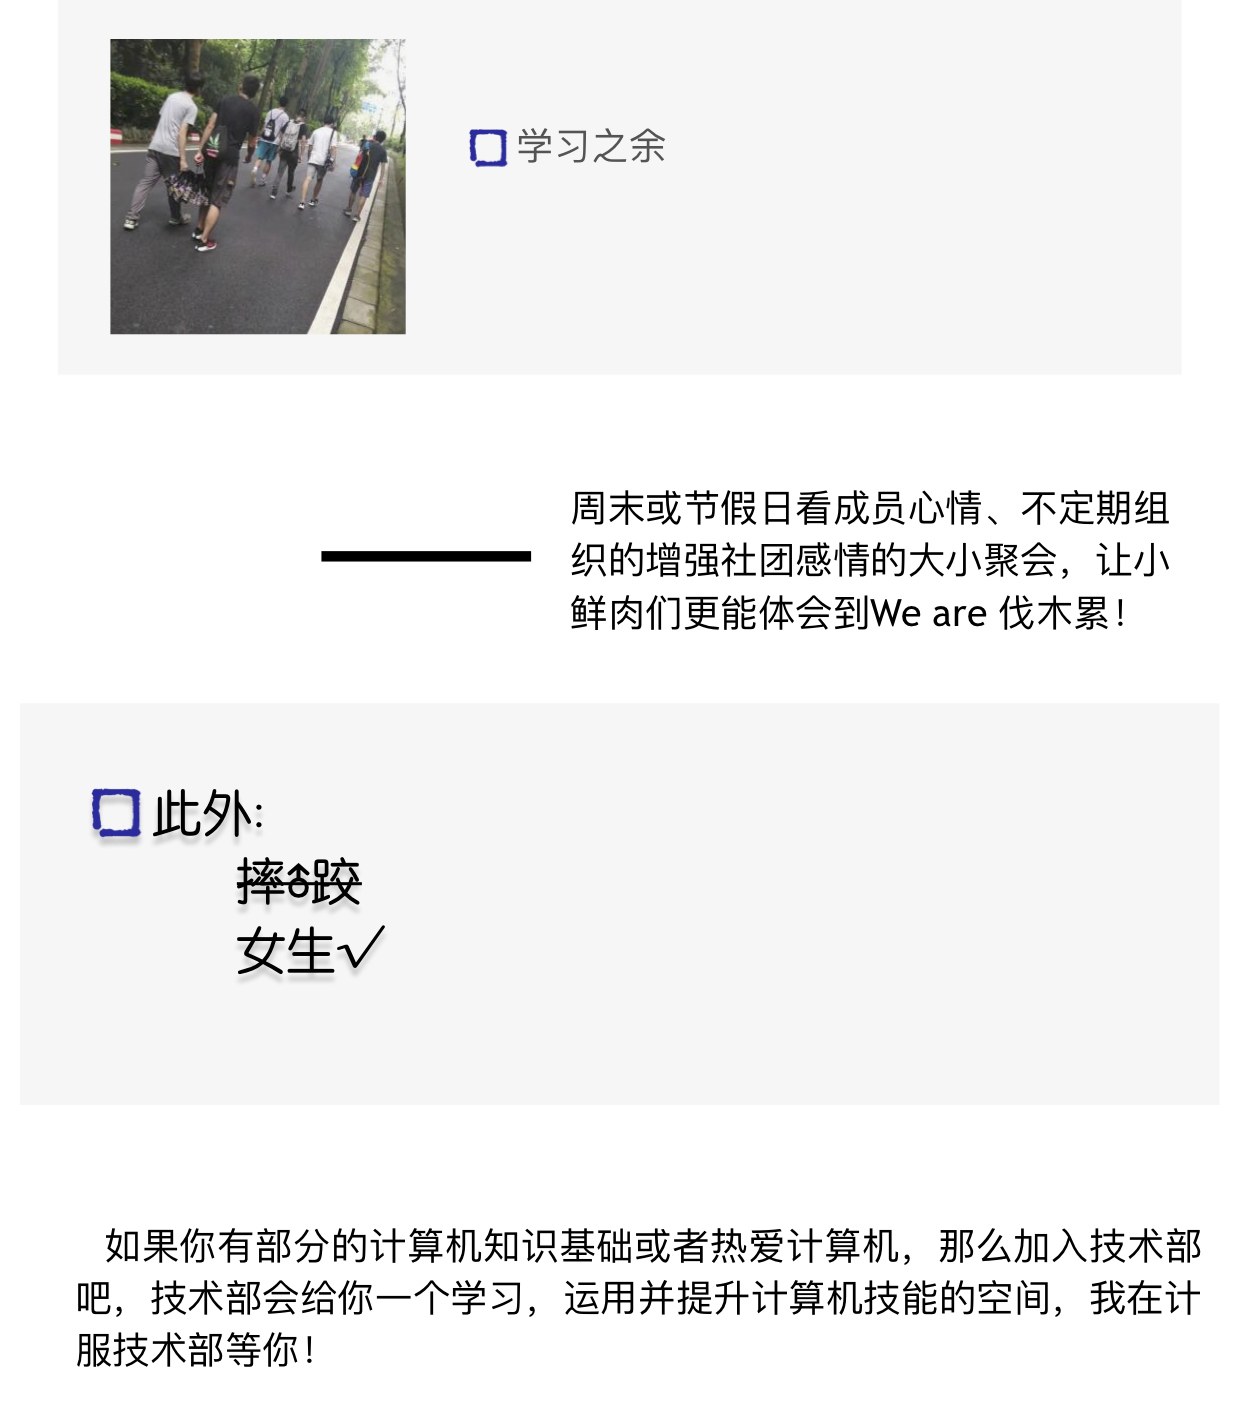 学习之余
周末或节假日看成员心情、不定期组
织的增强社团感情的大小聚会，让小
鲜肉们更能体会到We are 伐木累！
此外：
摔♂跤
女生√
如果你有部分的计算机知识基础或者热爱计算机，那么加入技术部
吧，技术部会给你一个学习，运用并提升计算机技能的空间，我在计
服技术部等你！